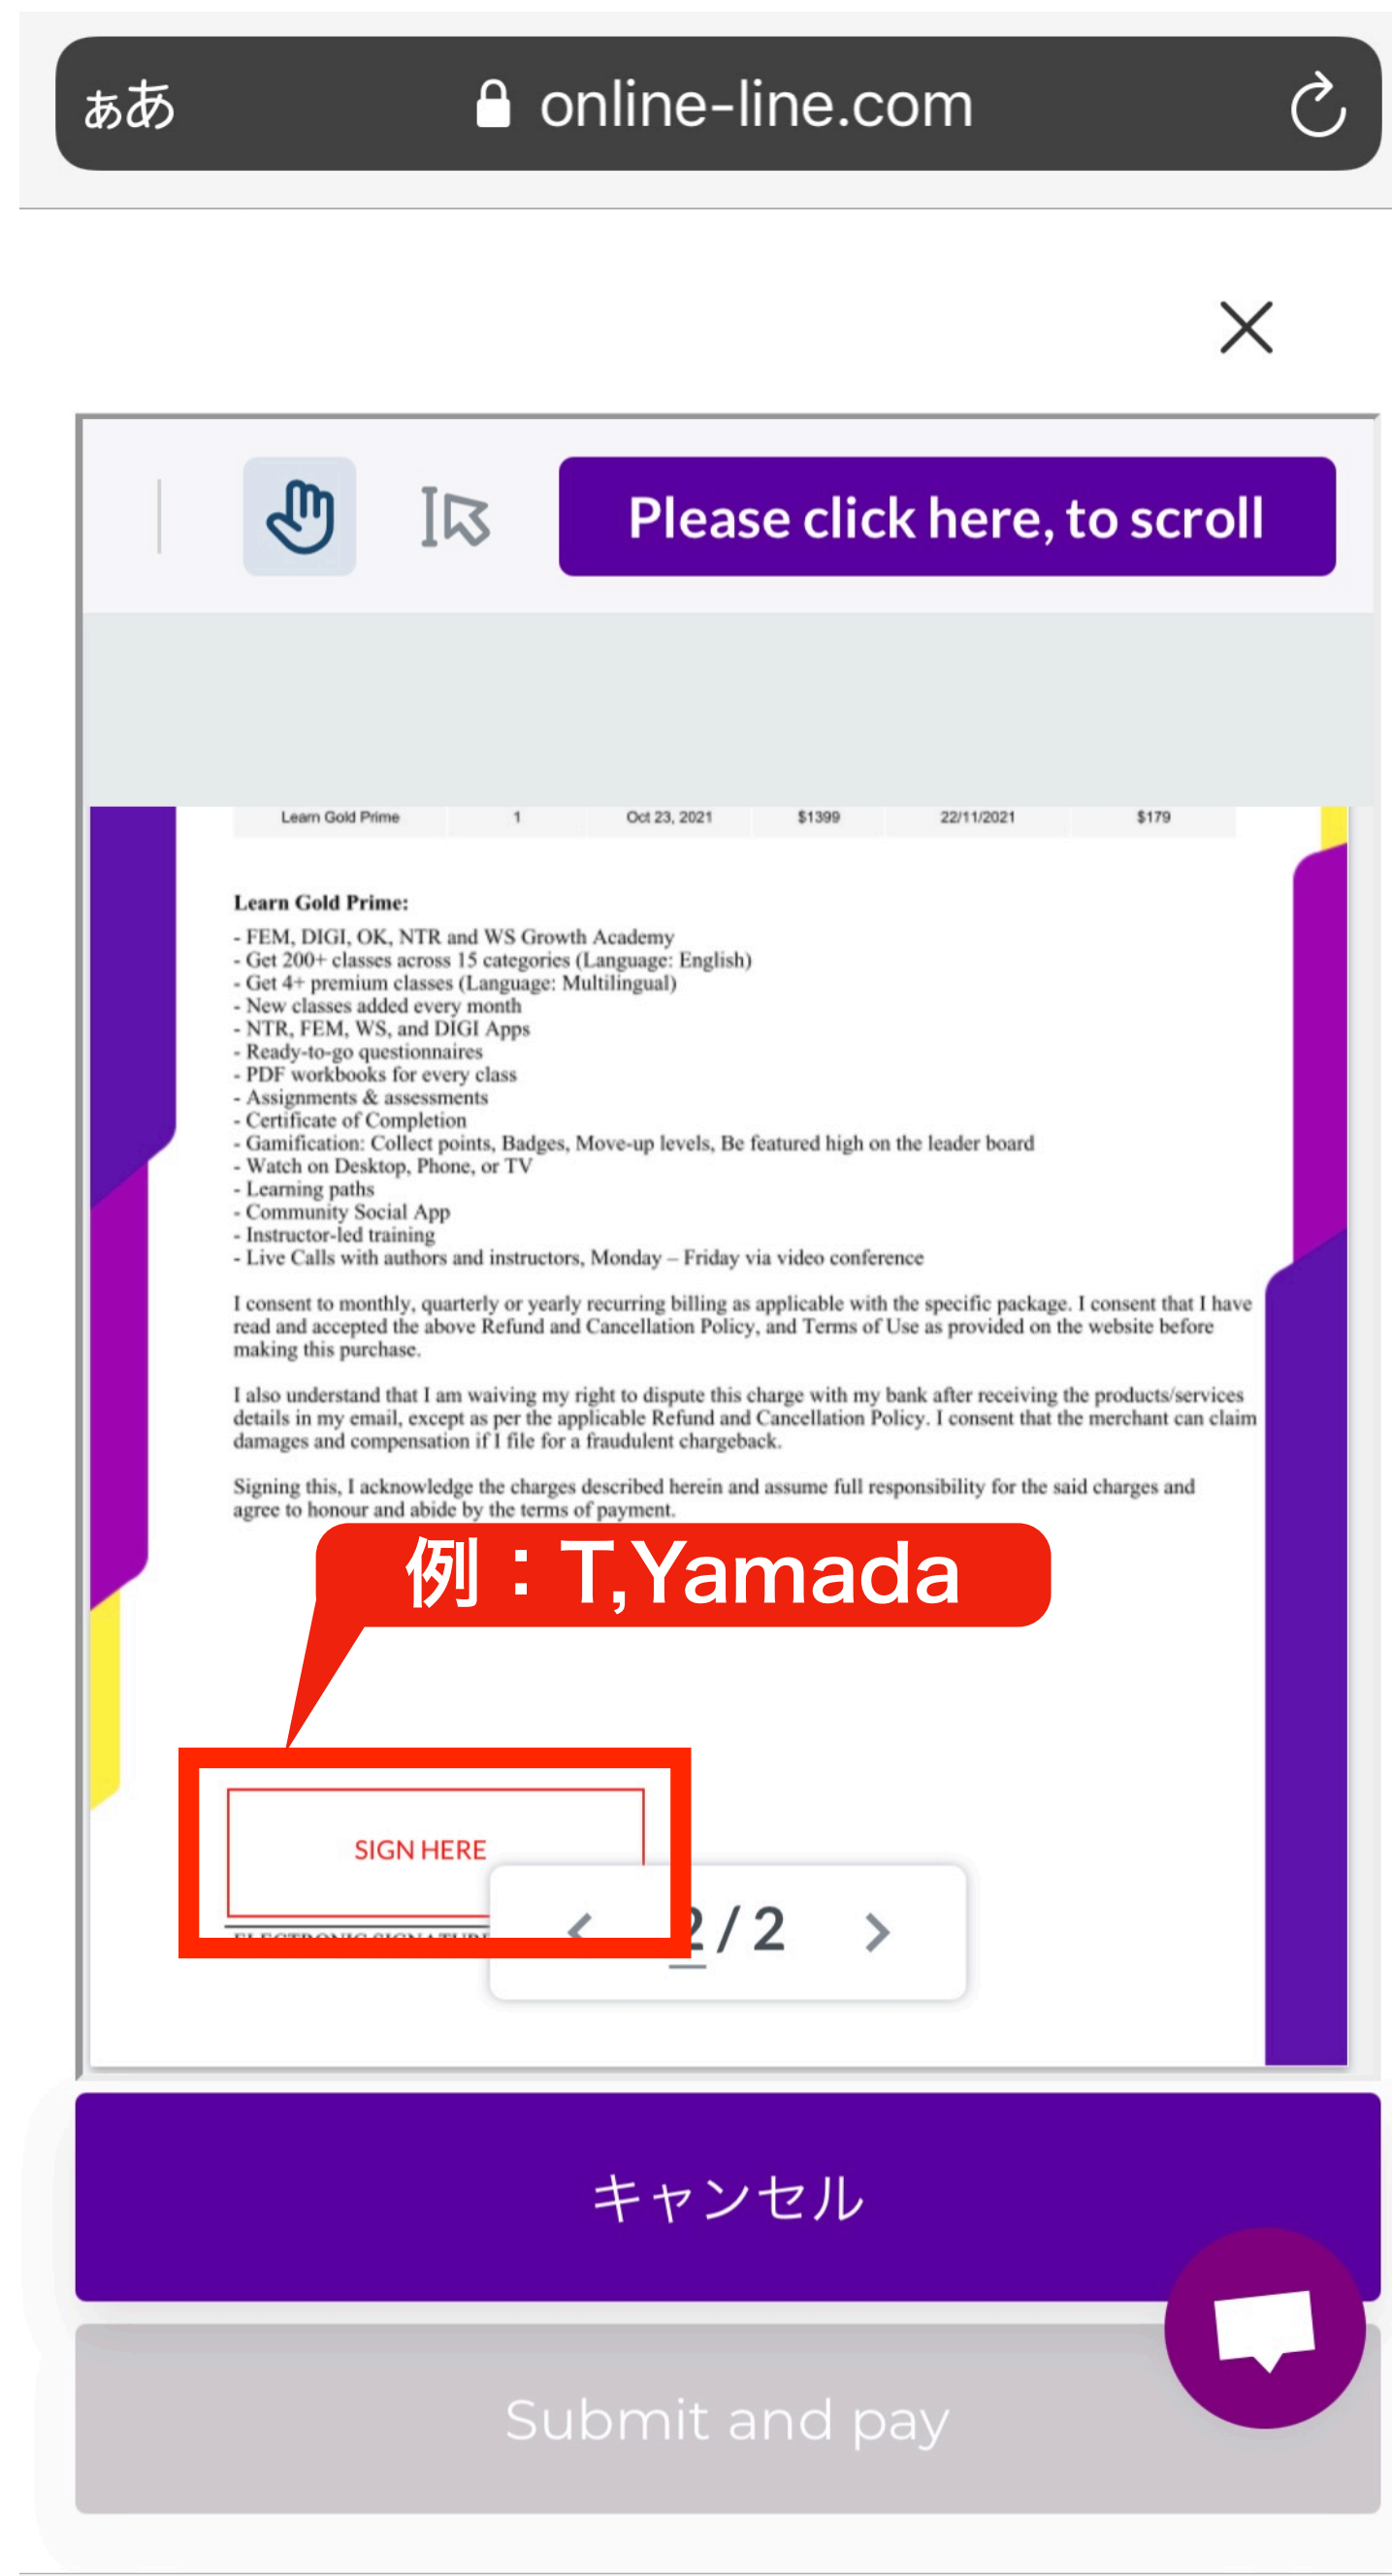 ぁあ online-line.com
Please click here, to scroll
Learn Gold Prime 1 Oct 23, 2021 $1399 22/11/2021 $179
Learn Gold Prime:
- FEM, DIGI, OK, NTR and WS Growth Academy
- Get 200+ classes across 15 categories (Language: English)
- Get 4+ premium classes (Language: Multilingual)
- New classes added every month
- NTR, FEM, WS, and DIGI Apps
- Ready-to-go questionnaires
- PDF workbooks for every class
- Assignments & assessments
- Certificate of Completion
- Gamification: Collect points, Badges, Move-up levels, Be featured high on the leader board
- Watch on Desktop, Phone, or TV
- Learning paths
- Community Social App
- Instructor-led training
- Live Calls with authors and instructors, Monday – Friday via video conference
I consent to monthly, quarterly or yearly recurring billing as applicable with the specific package. I consent that I have
read and accepted the above Refund and Cancellation Policy, and Terms of Use as provided on the website before
making this purchase.
I also understand that I am waiving my right to dispute this charge with my bank after receiving the products/services
details in my email, except as per the applicable Refund and Cancellation Policy. I consent that the merchant can claim
damages and compensation if I file for a fraudulent chargeback.
Signing this, I acknowledge the charges described herein and assume full responsibility for the said charges and
agree to honour and abide by the terms of payment.
例：T,Yamada
SIGN HERE
2 / 2
キャンセル
Submit and pay